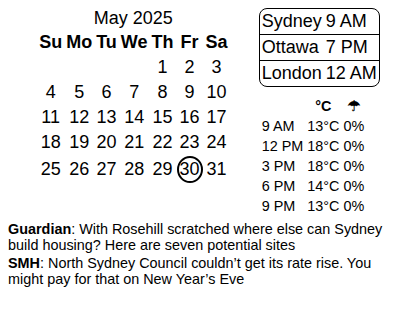 May 2025
Su Mo Tu We Th Fr Sa
1 2 3
4 5 6 7 8 9 10
11 12 13 14 15 16 17
18 19 20 21 22 23 24
25 26 27 28 29 30 31
Sydney 9 AM
Ottawa 7 PM
London 12 AM
°C ☂
9 AM 13°C 0%
12 PM 18°C 0%
3 PM 18°C 0%
6 PM 14°C 0%
9 PM 13°C 0%
Guardian: With Rosehill scratched where else can Sydney
build housing? Here are seven potential sites
SMH: North Sydney Council couldn’t get its rate rise. You
might pay for that on New Year’s Eve